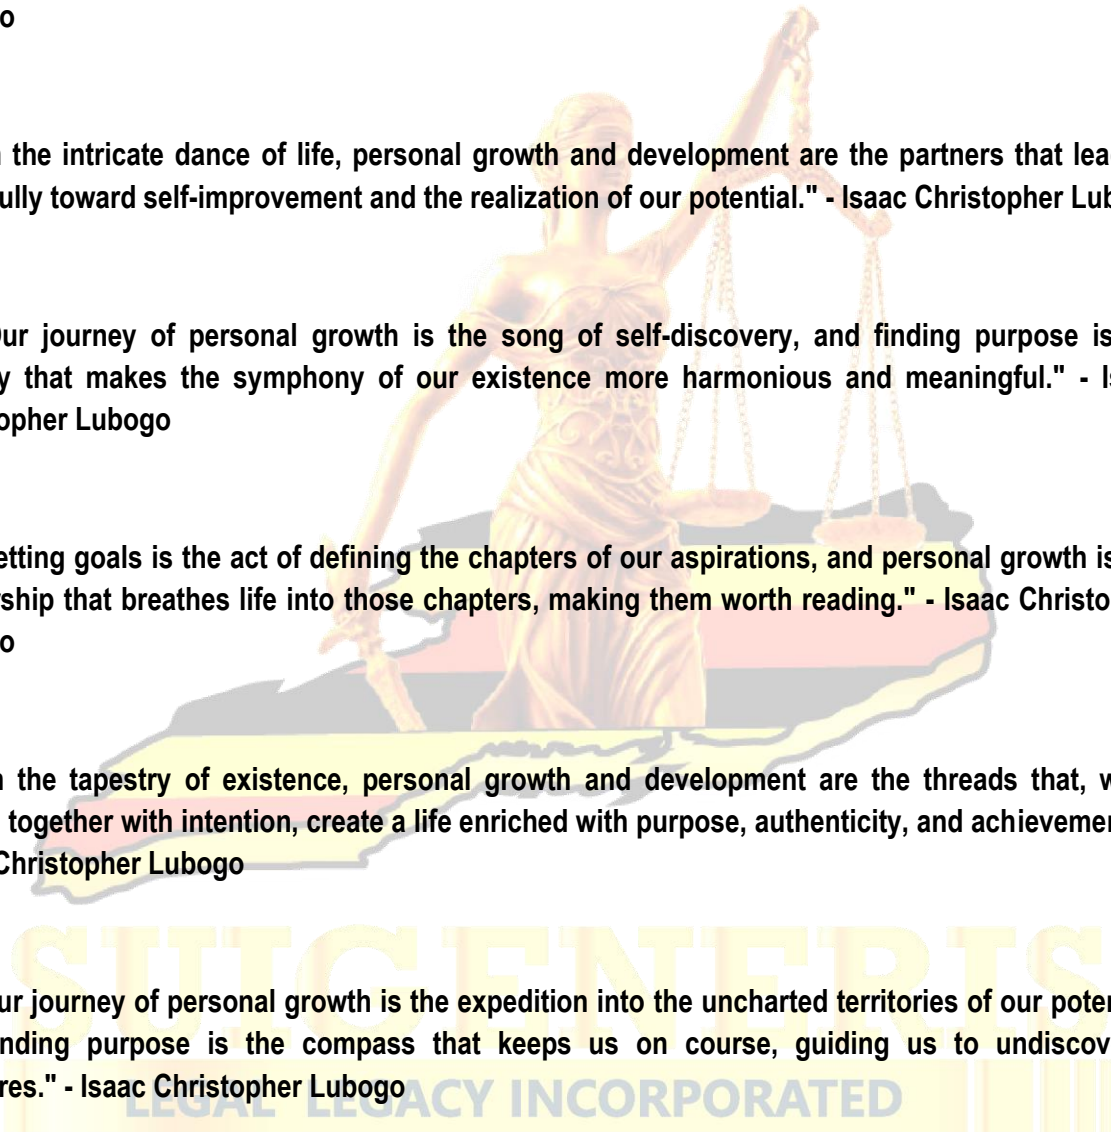 o
the intricate dance of life, personal growth and development are the partners that lea
fully toward self-improvement and the realization of our potential." - Isaac Christopher Lub
ur journey of personal growth is the song of self-discovery, and finding purpose is
y that makes the symphony of our existence more harmonious and meaningful." - Is
opher Lubogo
etting goals is the act of defining the chapters of our aspirations, and personal growth is
rship that breathes life into those chapters, making them worth reading." - Isaac Christo
o
the tapestry of existence, personal growth and development are the threads that, w
together with intention, create a life enriched with purpose, authenticity, and achievemen
Christopher Lubogo
SUIGENERIS
ur journey of personal growth is the expedition into the uncharted territories of our poten
nding purpose is the compass that keeps us on course, guiding us to undiscov
res." - Isaac Christopher Lubogo
LEGAL LEGACY INCORPORATED